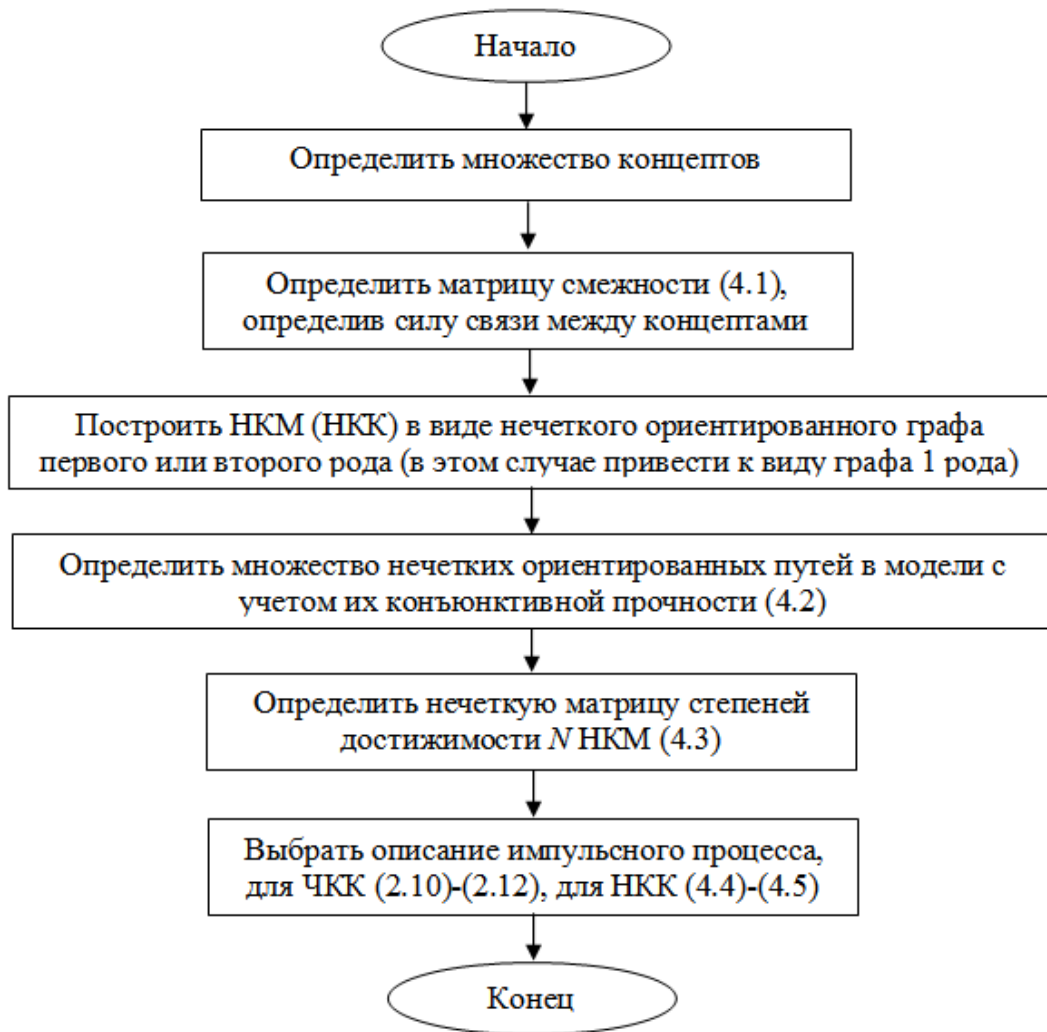 Начало
Определить множество концептов
Определить матрицу смежности (4.1),
определив силу связи между концептами
Построить НКМ (НКК) в виде нечеткого ориентированного графа
первого или второго рода (в этом случае привести к виду графа 1 рода)
Определить множество нечетких ориентированных путей в модели с
учетом их конъюнктивной прочности (4.2)
Определить нечеткую матрицу степеней
достижимости N НКМ (4.3)
Выбрать описание импульсного процесса,
для ЧКК (2.10)-(2.12), для НКК (4.4)-(4.5)
Конец